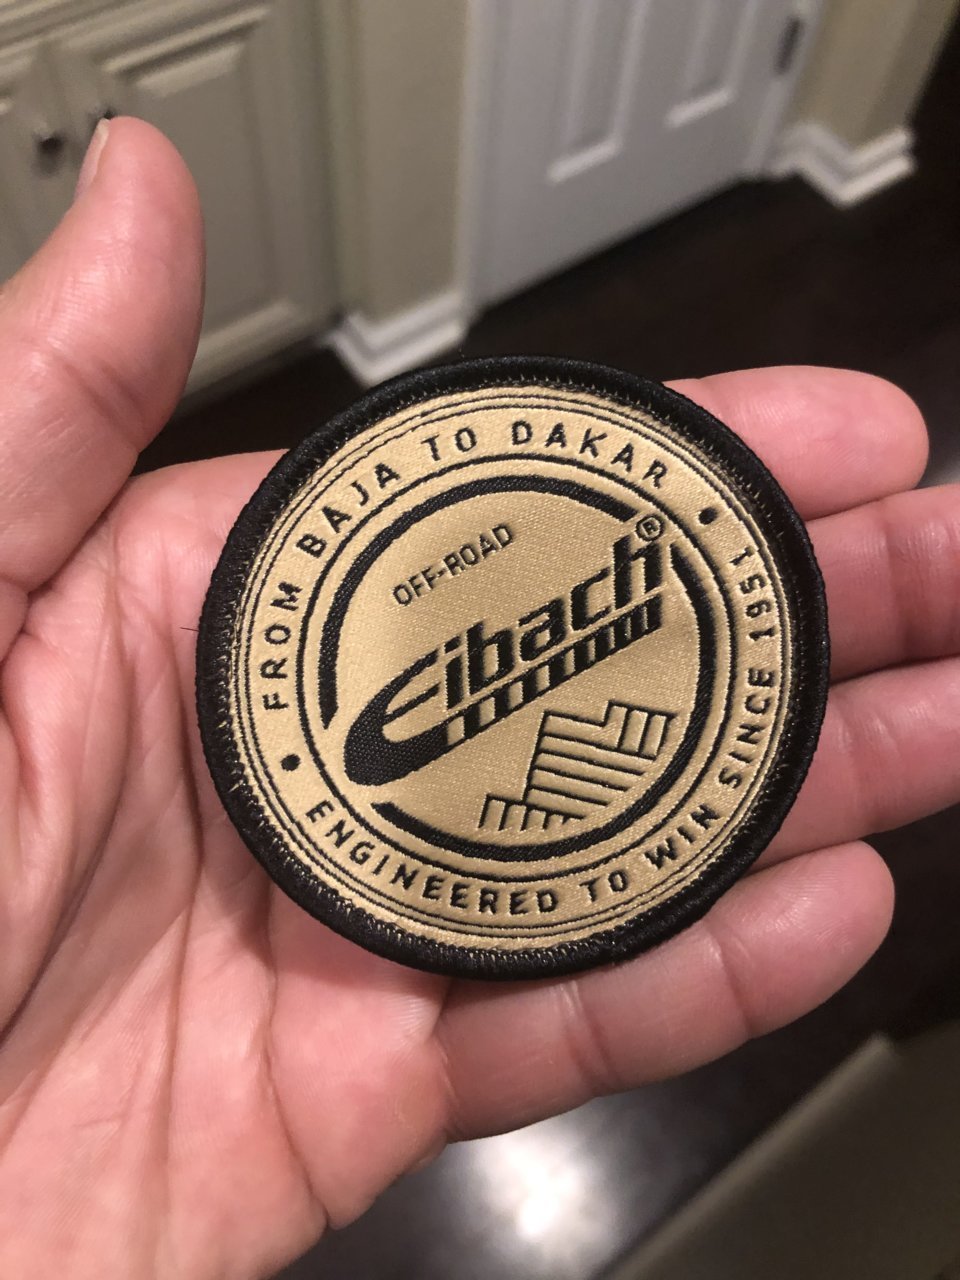 FROM BAJA TO DAKAR
OFF-ROAD
Eibach®
ENGINEERED TO WIN SINCE 1951